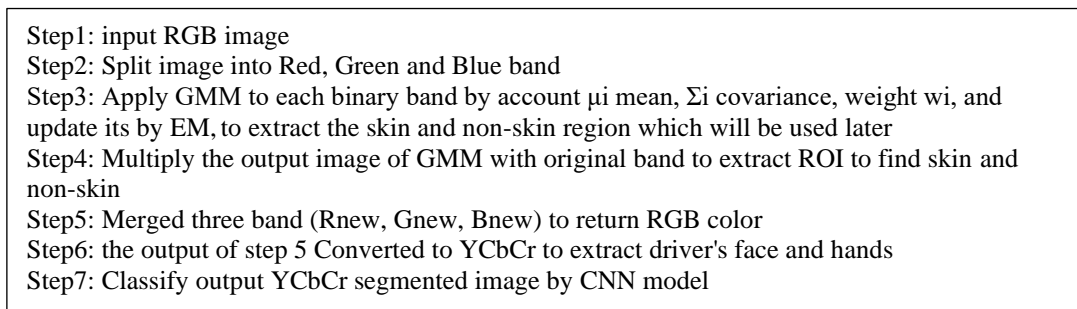 Step1: input RGB image
Step2: Split image into Red, Green and Blue band
Step3: Apply GMM to each binary band by account μi mean, Σi covariance, weight wi, and
update its by EM, to extract the skin and non-skin region which will be used later
Step4: Multiply the output image of GMM with original band to extract ROI to find skin and
non-skin
Step5: Merged three band (Rnew, Gnew, Bnew) to return RGB color
Step6: the output of step 5 Converted to YCbCr to extract driver's face and hands
Step7: Classify output YCbCr segmented image by CNN model